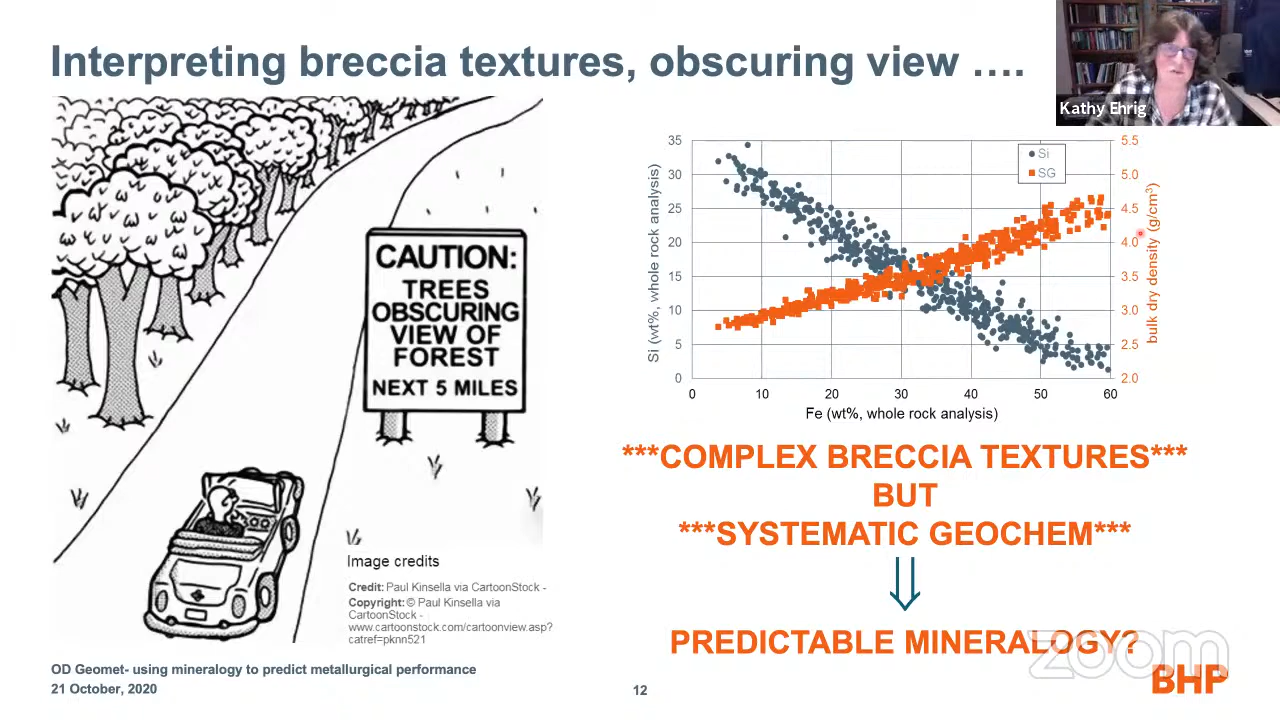 Interpreting breccia textures, obscuring view ….
Kathy Ehrig
CAUTION:
TREES
OBSCURING
VIEW OF
FOREST
NEXT 5 MILES
Image credits
Credit: Paul Kinsella via CartoonStock -
Copyright: © Paul Kinsella via
CartoonStock -
www.cartoonstock.com/cartoonview.asp?
catref=pknn521
Si (wt%, whole rock analysis)
35
30
25
20
15
10
5
0
Si
SG
5.5
5.0
4.5
4.0
3.5
3.0
2.5
2.0
bulk dry density (g/cm³)
0 10 20 30 40 50 60
Fe (wt%, whole rock analysis)
***COMPLEX BRECCIA TEXTURES***
BUT
***SYSTEMATIC GEOCHEM***
PREDICTABLE MINERALOGY?
zoom
BHP
OD Geomet- using mineralogy to predict metallurgical performance
21 October, 2020
12